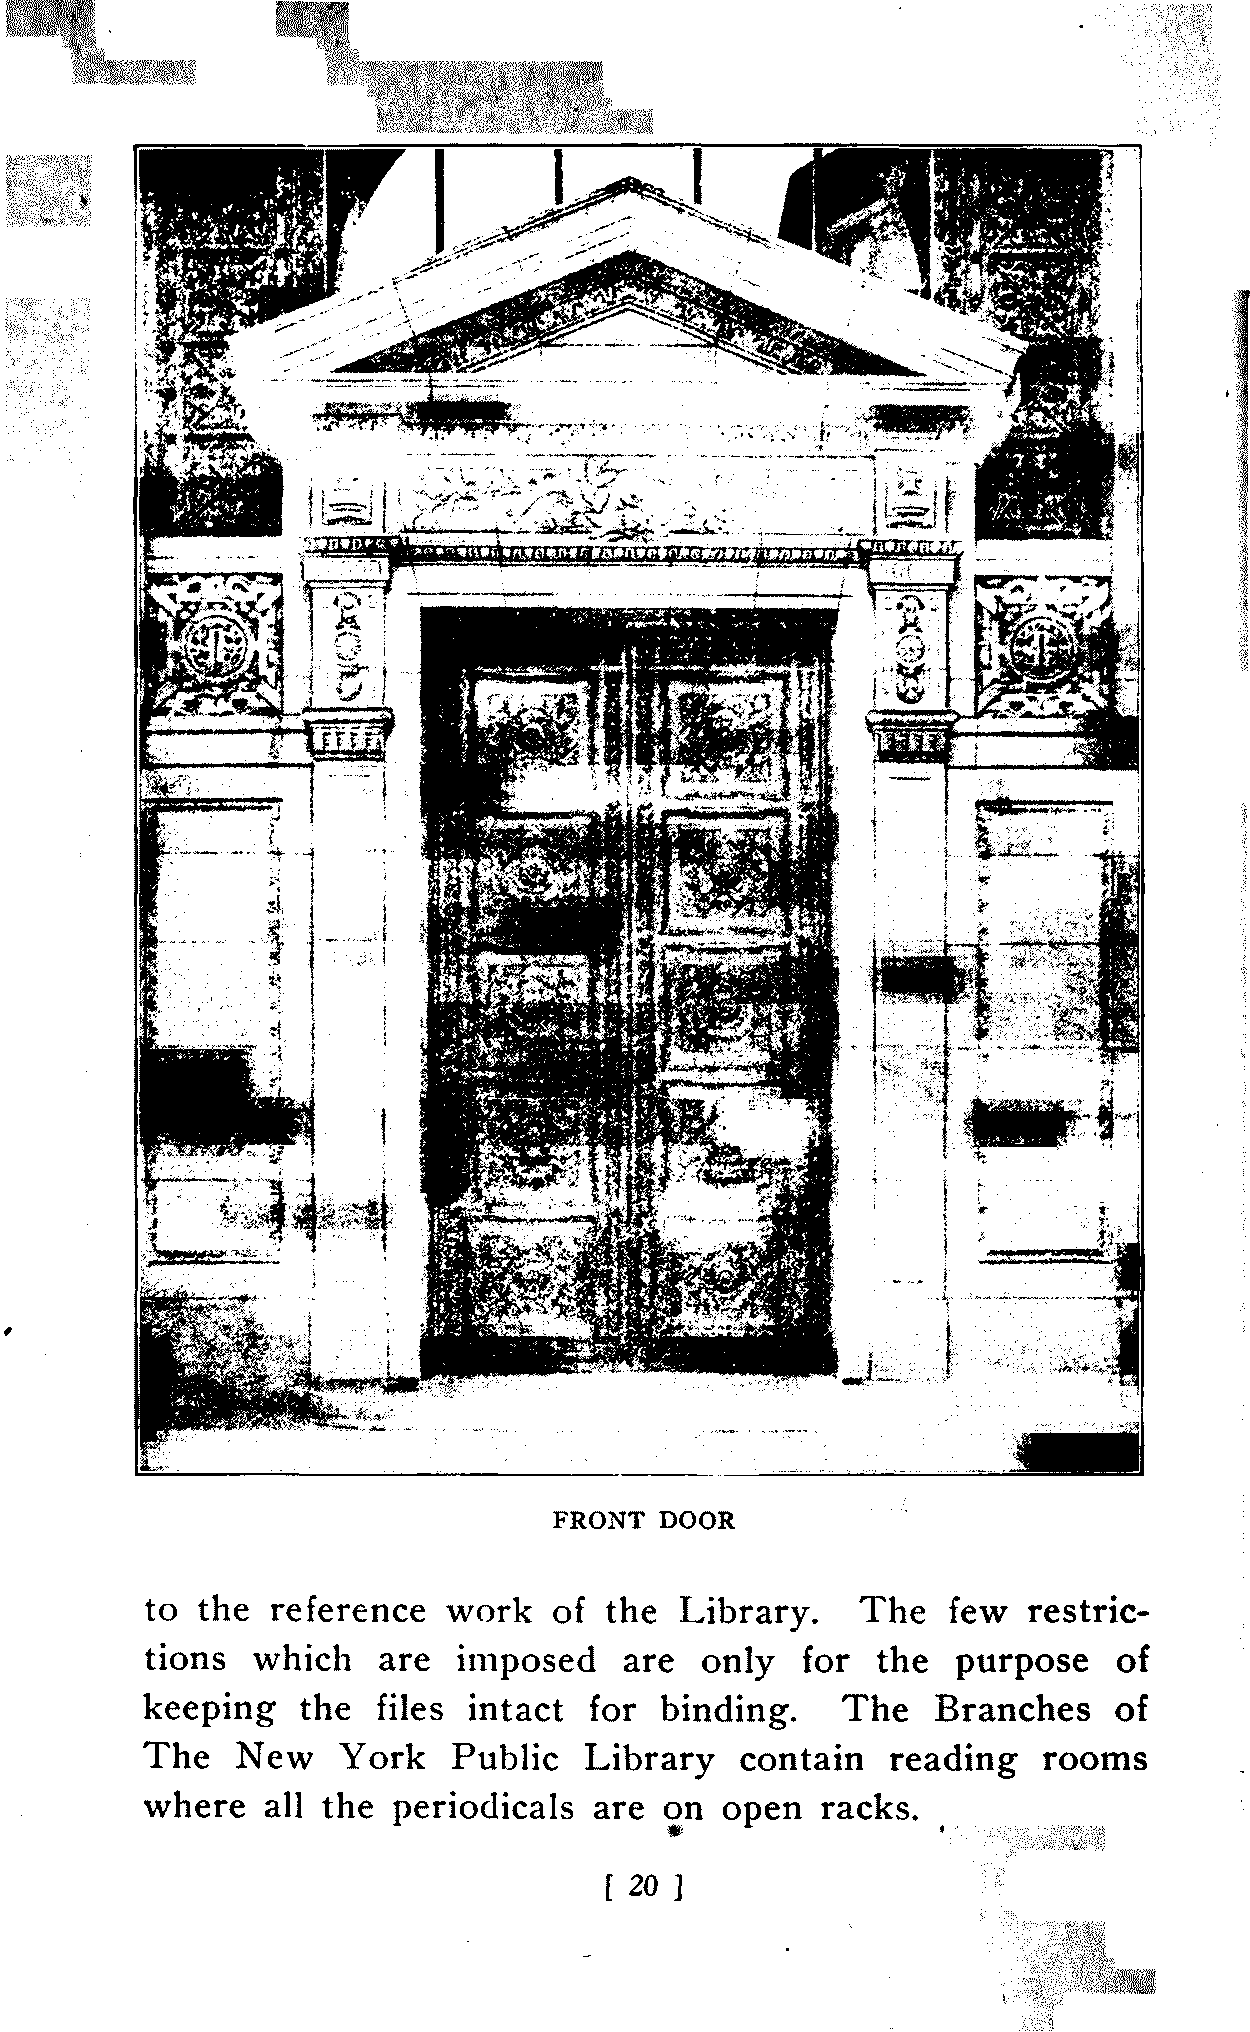 FRONT DOOR
to the reference work of the Library. The few restric-
tions which are imposed are only for the purpose of
keeping the files intact for binding. The Branches of
The New York Public Library contain reading rooms
where all the periodicals are on open racks.
[ 20 ]